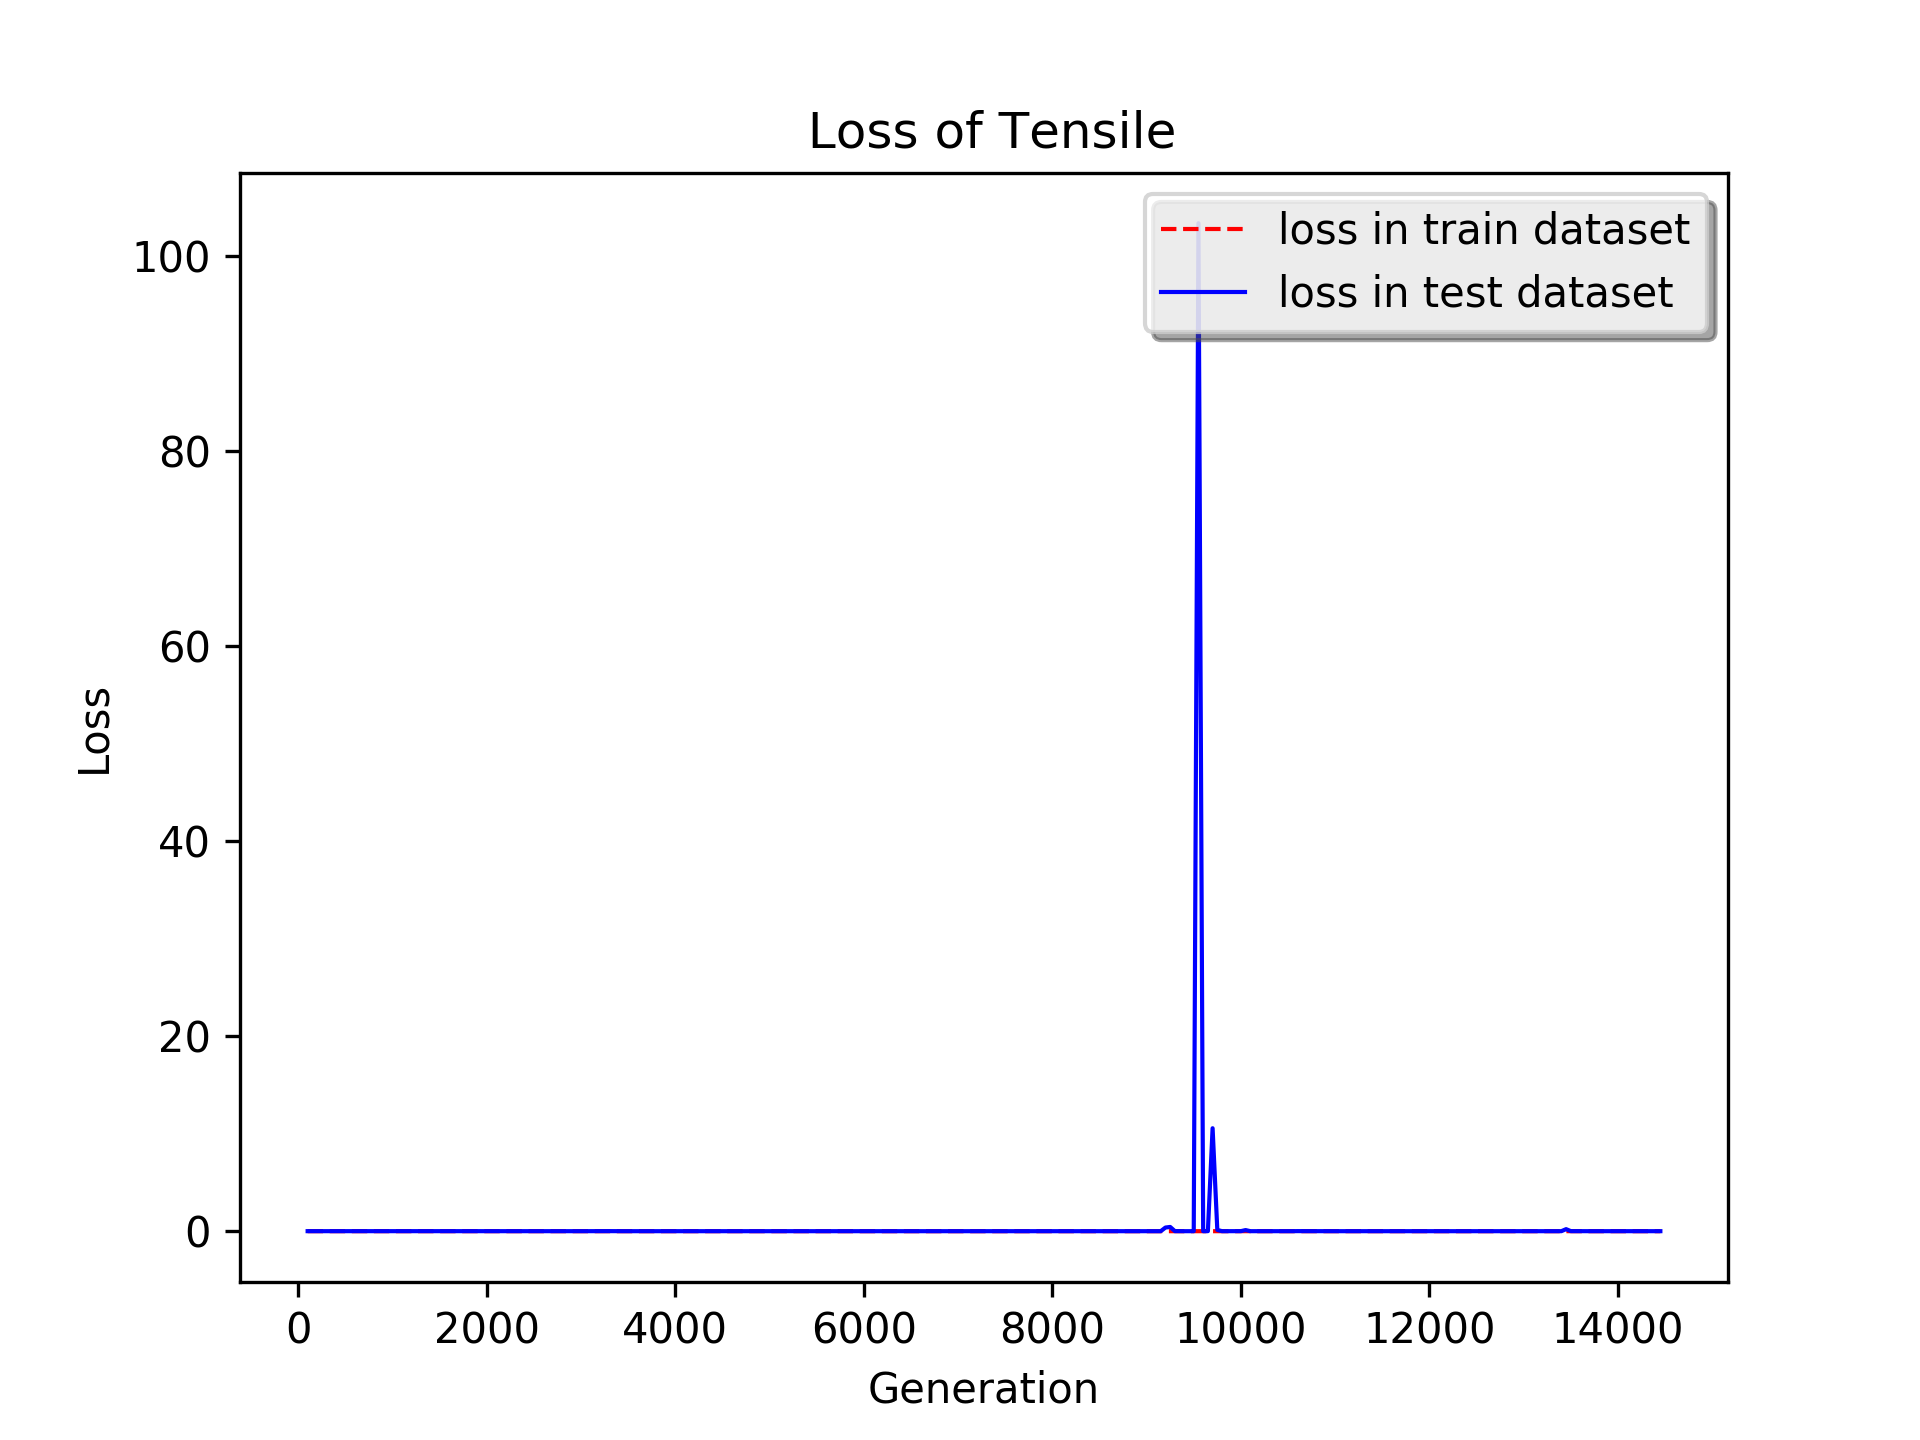 Loss of Tensile
loss in train dataset
loss in test dataset
100
80
60
40
20
0
Loss
0 2000 4000 6000 8000 10000 12000 14000
Generation